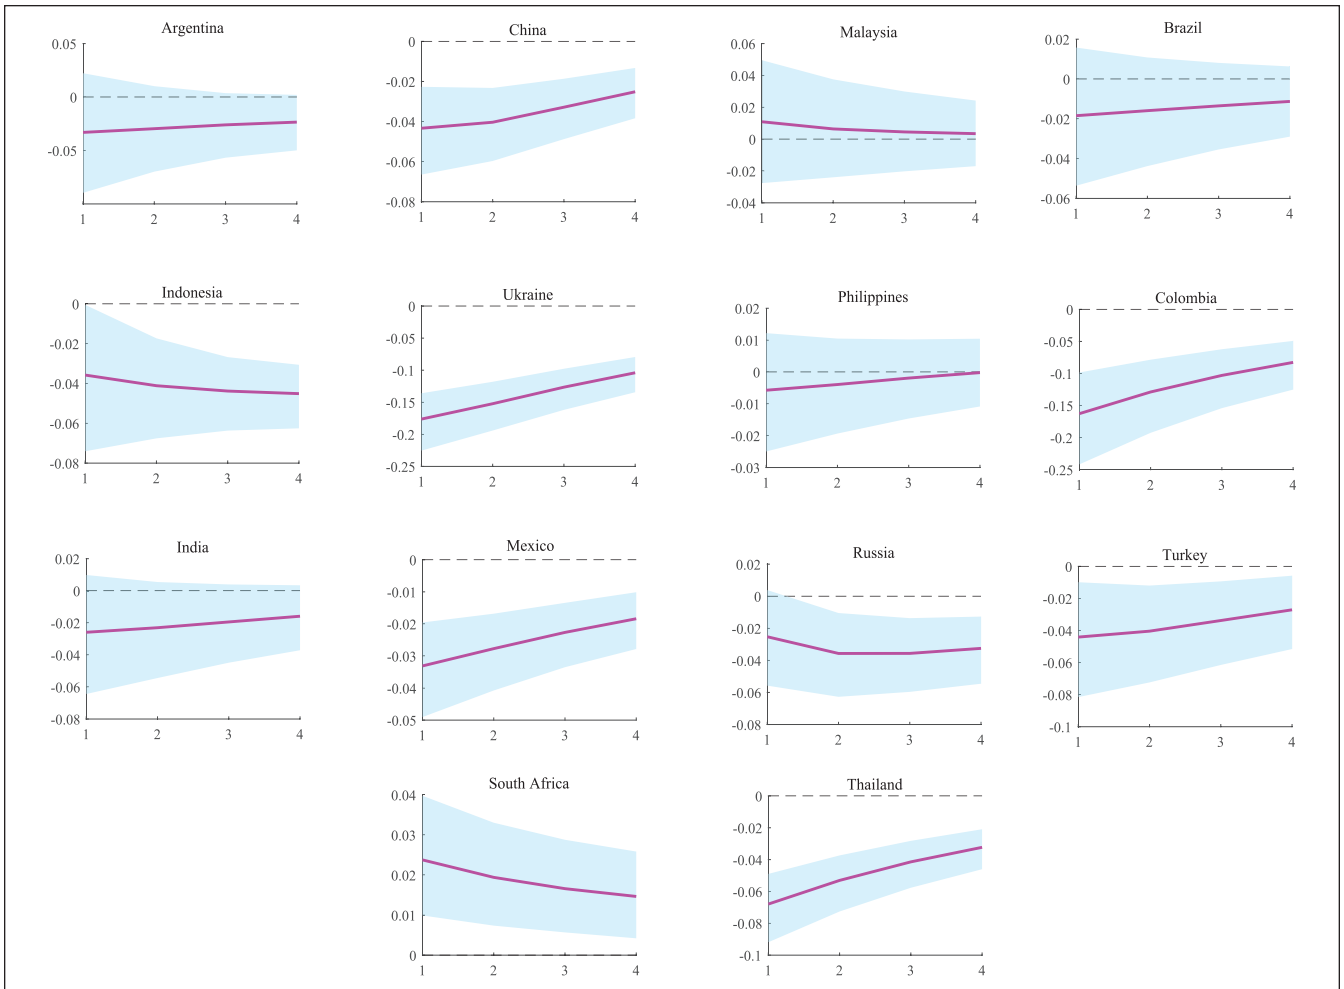 Argentina
0.05
0
-0.05
1 2 3 4
China
0
-0.02
-0.04
-0.06
-0.08
1 2 3 4
Malaysia
0.06
0.04
0.02
0
-0.02
-0.04
1 2 3 4
Brazil
0.02
0
-0.02
-0.04
-0.06
1 2 3 4
Indonesia
0
-0.02
-0.04
-0.06
-0.08
1 2 3 4
Ukraine
0
-0.05
-0.1
-0.15
-0.2
-0.25
1 2 3 4
Philippines
0.02
0.01
0
-0.01
-0.02
-0.03
1 2 3 4
Colombia
0
-0.05
-0.1
-0.15
-0.2
-0.25
1 2 3 4
India
0.02
0
-0.02
-0.04
-0.06
-0.08
1 2 3 4
Mexico
0
-0.01
-0.02
-0.03
-0.04
-0.05
1 2 3 4
Russia
0.02
0
-0.02
-0.04
-0.06
-0.08
1 2 3 4
Turkey
0
-0.02
-0.04
-0.06
-0.08
-0.1
1 2 3 4
South Africa
0.04
0.03
0.02
0.01
0
1 2 3 4
Thailand
0
-0.02
-0.04
-0.06
-0.08
-0.1
1 2 3 4